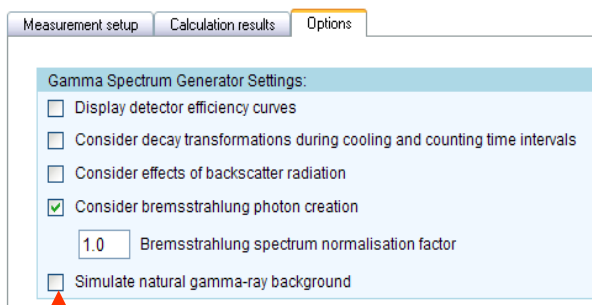 Measurement setup Calculation results Options
Gamma Spectrum Generator Settings:
Display detector efficiency curves
Consider decay transformations during cooling and counting time intervals
Consider effects of backscatter radiation
Consider bremsstrahlung photon creation
1.0 Bremsstrahlung spectrum normalisation factor
Simulate natural gamma-ray background